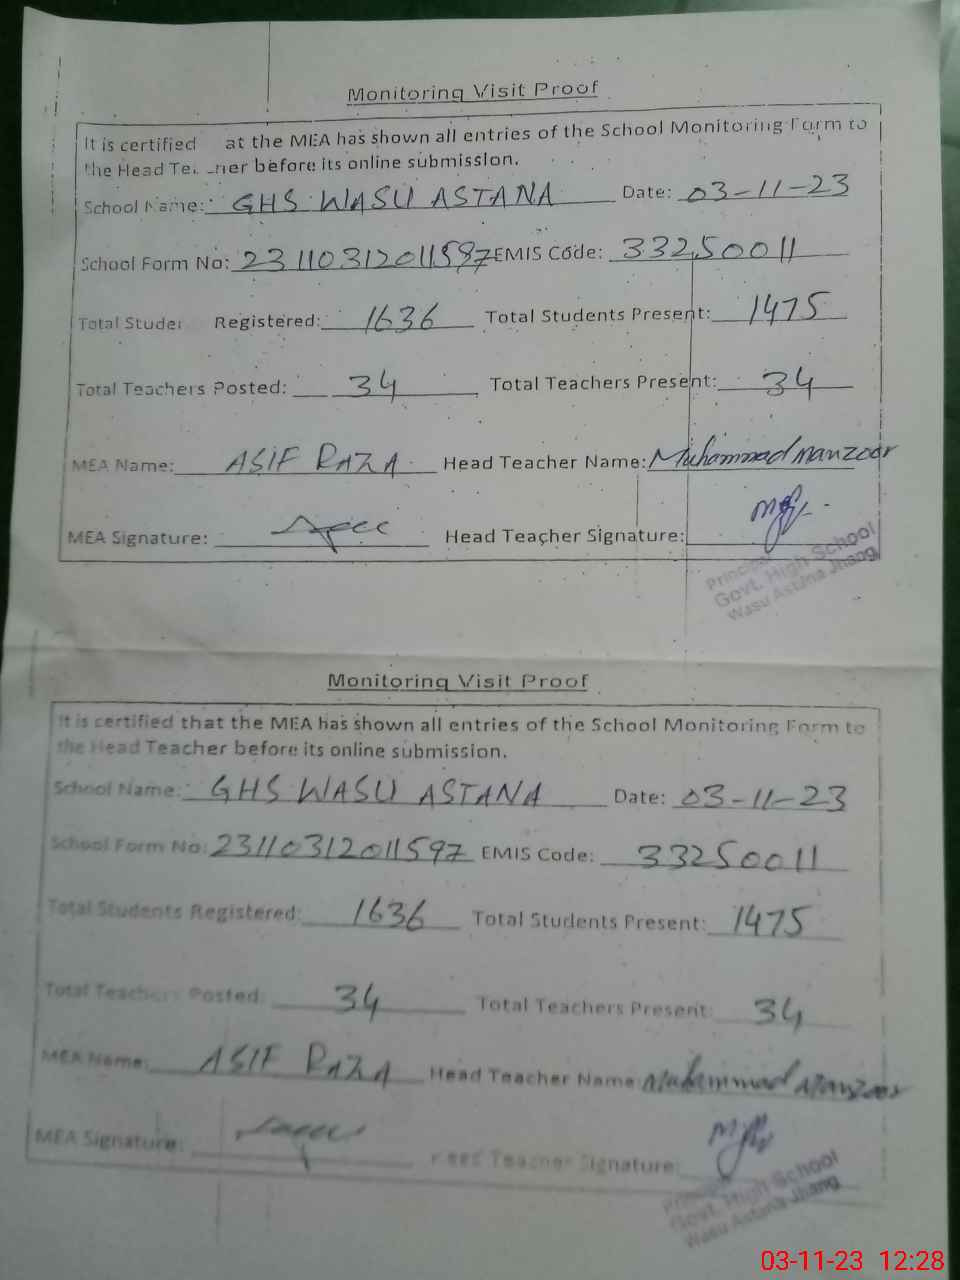 Monitoring Visit Proof
It is certified at the MEA has shown all entries of the School Monitoring Form to
the Head Te. .ner before its online submission.
School Name: GHS WASU ASTANA Date: 03-11-23
School Form No: 23110312011597 EMIS Code: 33250011
Total Studer Registered: 1636 Total Students Present: 1475
Total Teachers Posted: 34 Total Teachers Present: 34
MEA Name: ASIF RAZA Head Teacher Name: Muhammad Manzoor
MEA Signature: Head Teacher Signature:
Principal
Govt. High School
Wasu Astana Jhang
Monitoring Visit Proof
It is certified that the MEA has shown all entries of the School Monitoring Form to
the Head Teacher before its online submission.
School Name: GHS WASU ASTANA Date: 03-11-23
School Form No: 23110312011597 EMIS Code: 33250011
Total Students Registered: 1636 Total Students Present: 1475
Total Teachers Posted: 34 Total Teachers Present: 34
MEA Name: ASIF RAZA Head Teacher Name: Muhammad Manzoor
MEA Signature: Head Teacher Signature:
Principal
Govt. High School
Wasu Astana Jhang
03-11-23 12:28